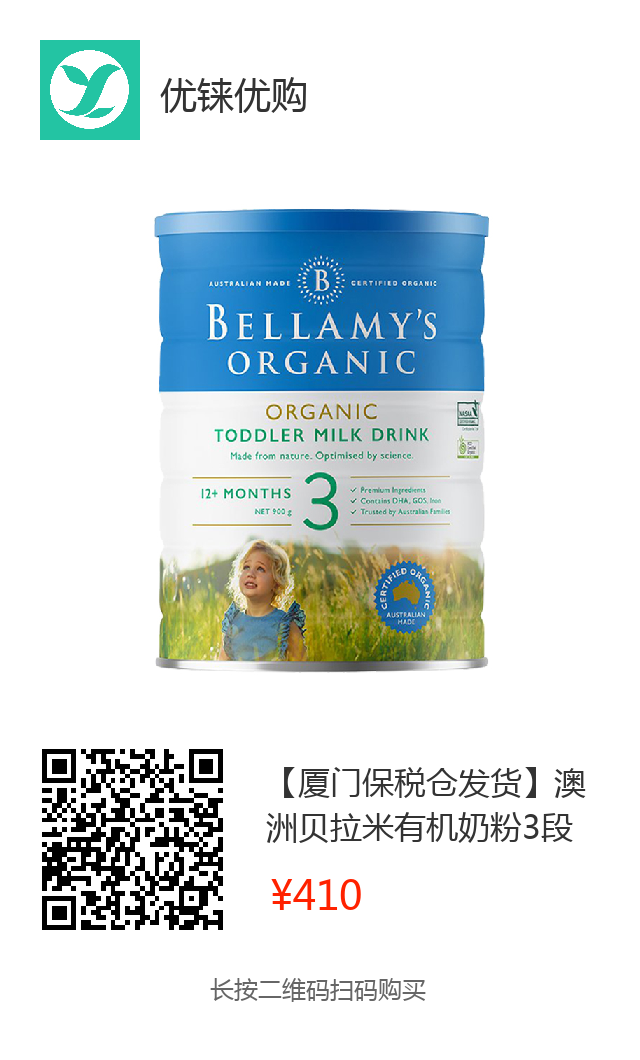 优铼优购
AUSTRALIAN MADE B CERTIFIED ORGANIC
BELLAMY'S
ORGANIC
ORGANIC
TODDLER MILK DRINK
Made from nature. Optimised by science.
12+ MONTHS
NET 900 g
3
✓ Premium Ingredients
✓ Contains DHA, GOS, Iron
✓ Trusted by Australian Families
NASAA
CERTIFIED ORGANIC
AUSTRALIAN
MADE
【厦门保税仓发货】澳
洲贝拉米有机奶粉3段
¥410
长按二维码扫码购买